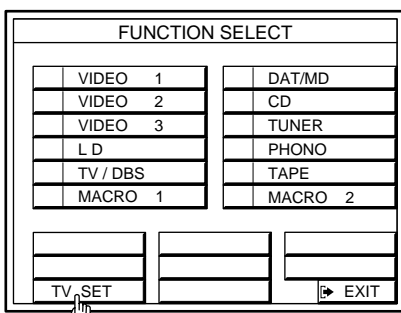 FUNCTION SELECT
VIDEO 1
VIDEO 2
VIDEO 3
L D
TV / DBS
MACRO 1
DAT/MD
CD
TUNER
PHONO
TAPE
MACRO 2
TV SET
EXIT